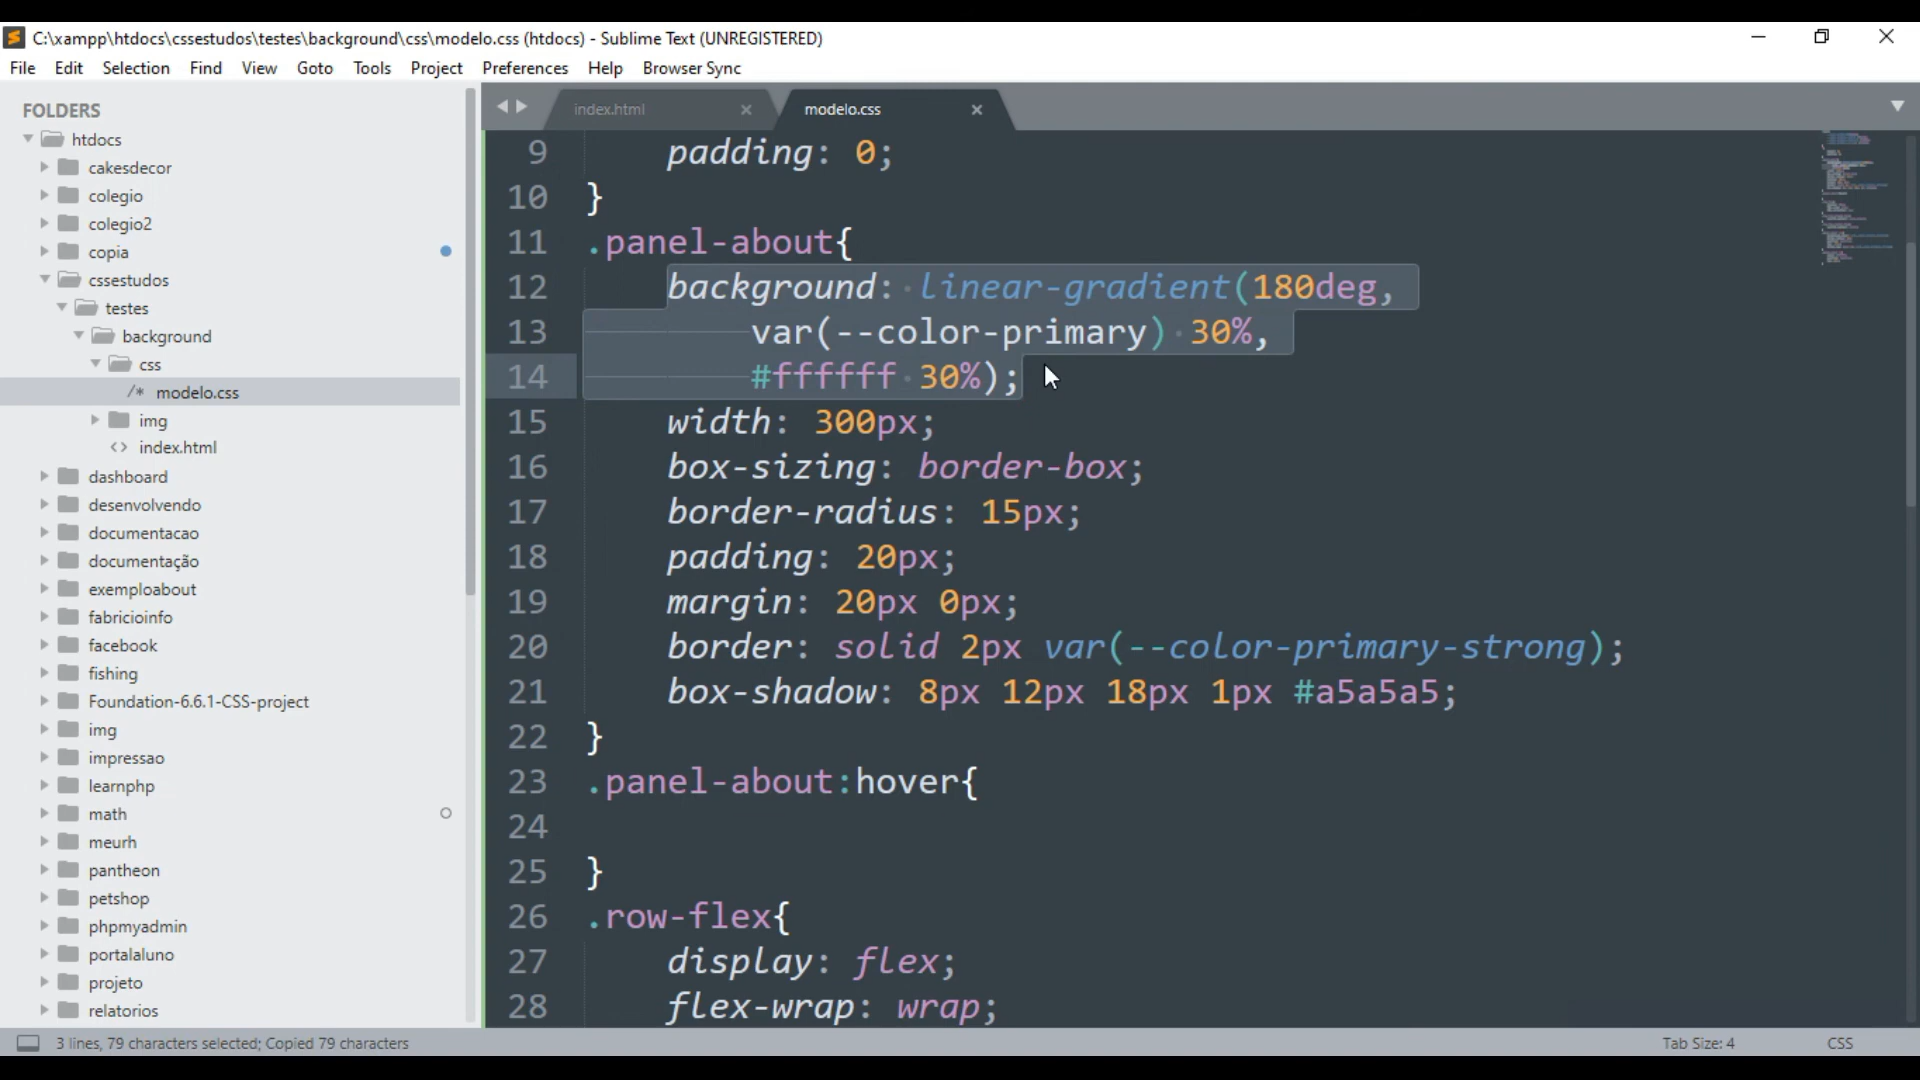 C:\xampp\htdocs\cssestudos\testes\background\css\modelo.css (htdocs) - Sublime Text (UNREGISTERED)
File Edit Selection Find View Goto Tools Project Preferences Help Browser Sync
FOLDERS
htdocs
cakesdecor
colegio
colegio2
copia
cssestudos
testes
background
css
/* modelo.css
img
<> index.html
dashboard
desenvolvendo
documentacao
documentação
exemploabout
fabricioinfo
facebook
fishing
Foundation-6.6.1-CSS-project
img
impressao
learnphp
math
meurh
pantheon
petshop
phpmyadmin
portalaluno
projeto
relatorios
index.html
modelo.css
9 padding: 0;
10 }
11 .panel-about{
12 background: linear-gradient(180deg,
13 var(--color-primary) 30%,
14 #ffffff 30%);
15 width: 300px;
16 box-sizing: border-box;
17 border-radius: 15px;
18 padding: 20px;
19 margin: 20px 0px;
20 border: solid 2px var(--color-primary-strong);
21 box-shadow: 8px 12px 18px 1px #a5a5a5;
22 }
23 .panel-about:hover{
24
25 }
26 .row-flex{
27 display: flex;
28 flex-wrap: wrap;
3 lines, 79 characters selected; Copied 79 characters
Tab Size: 4
CSS